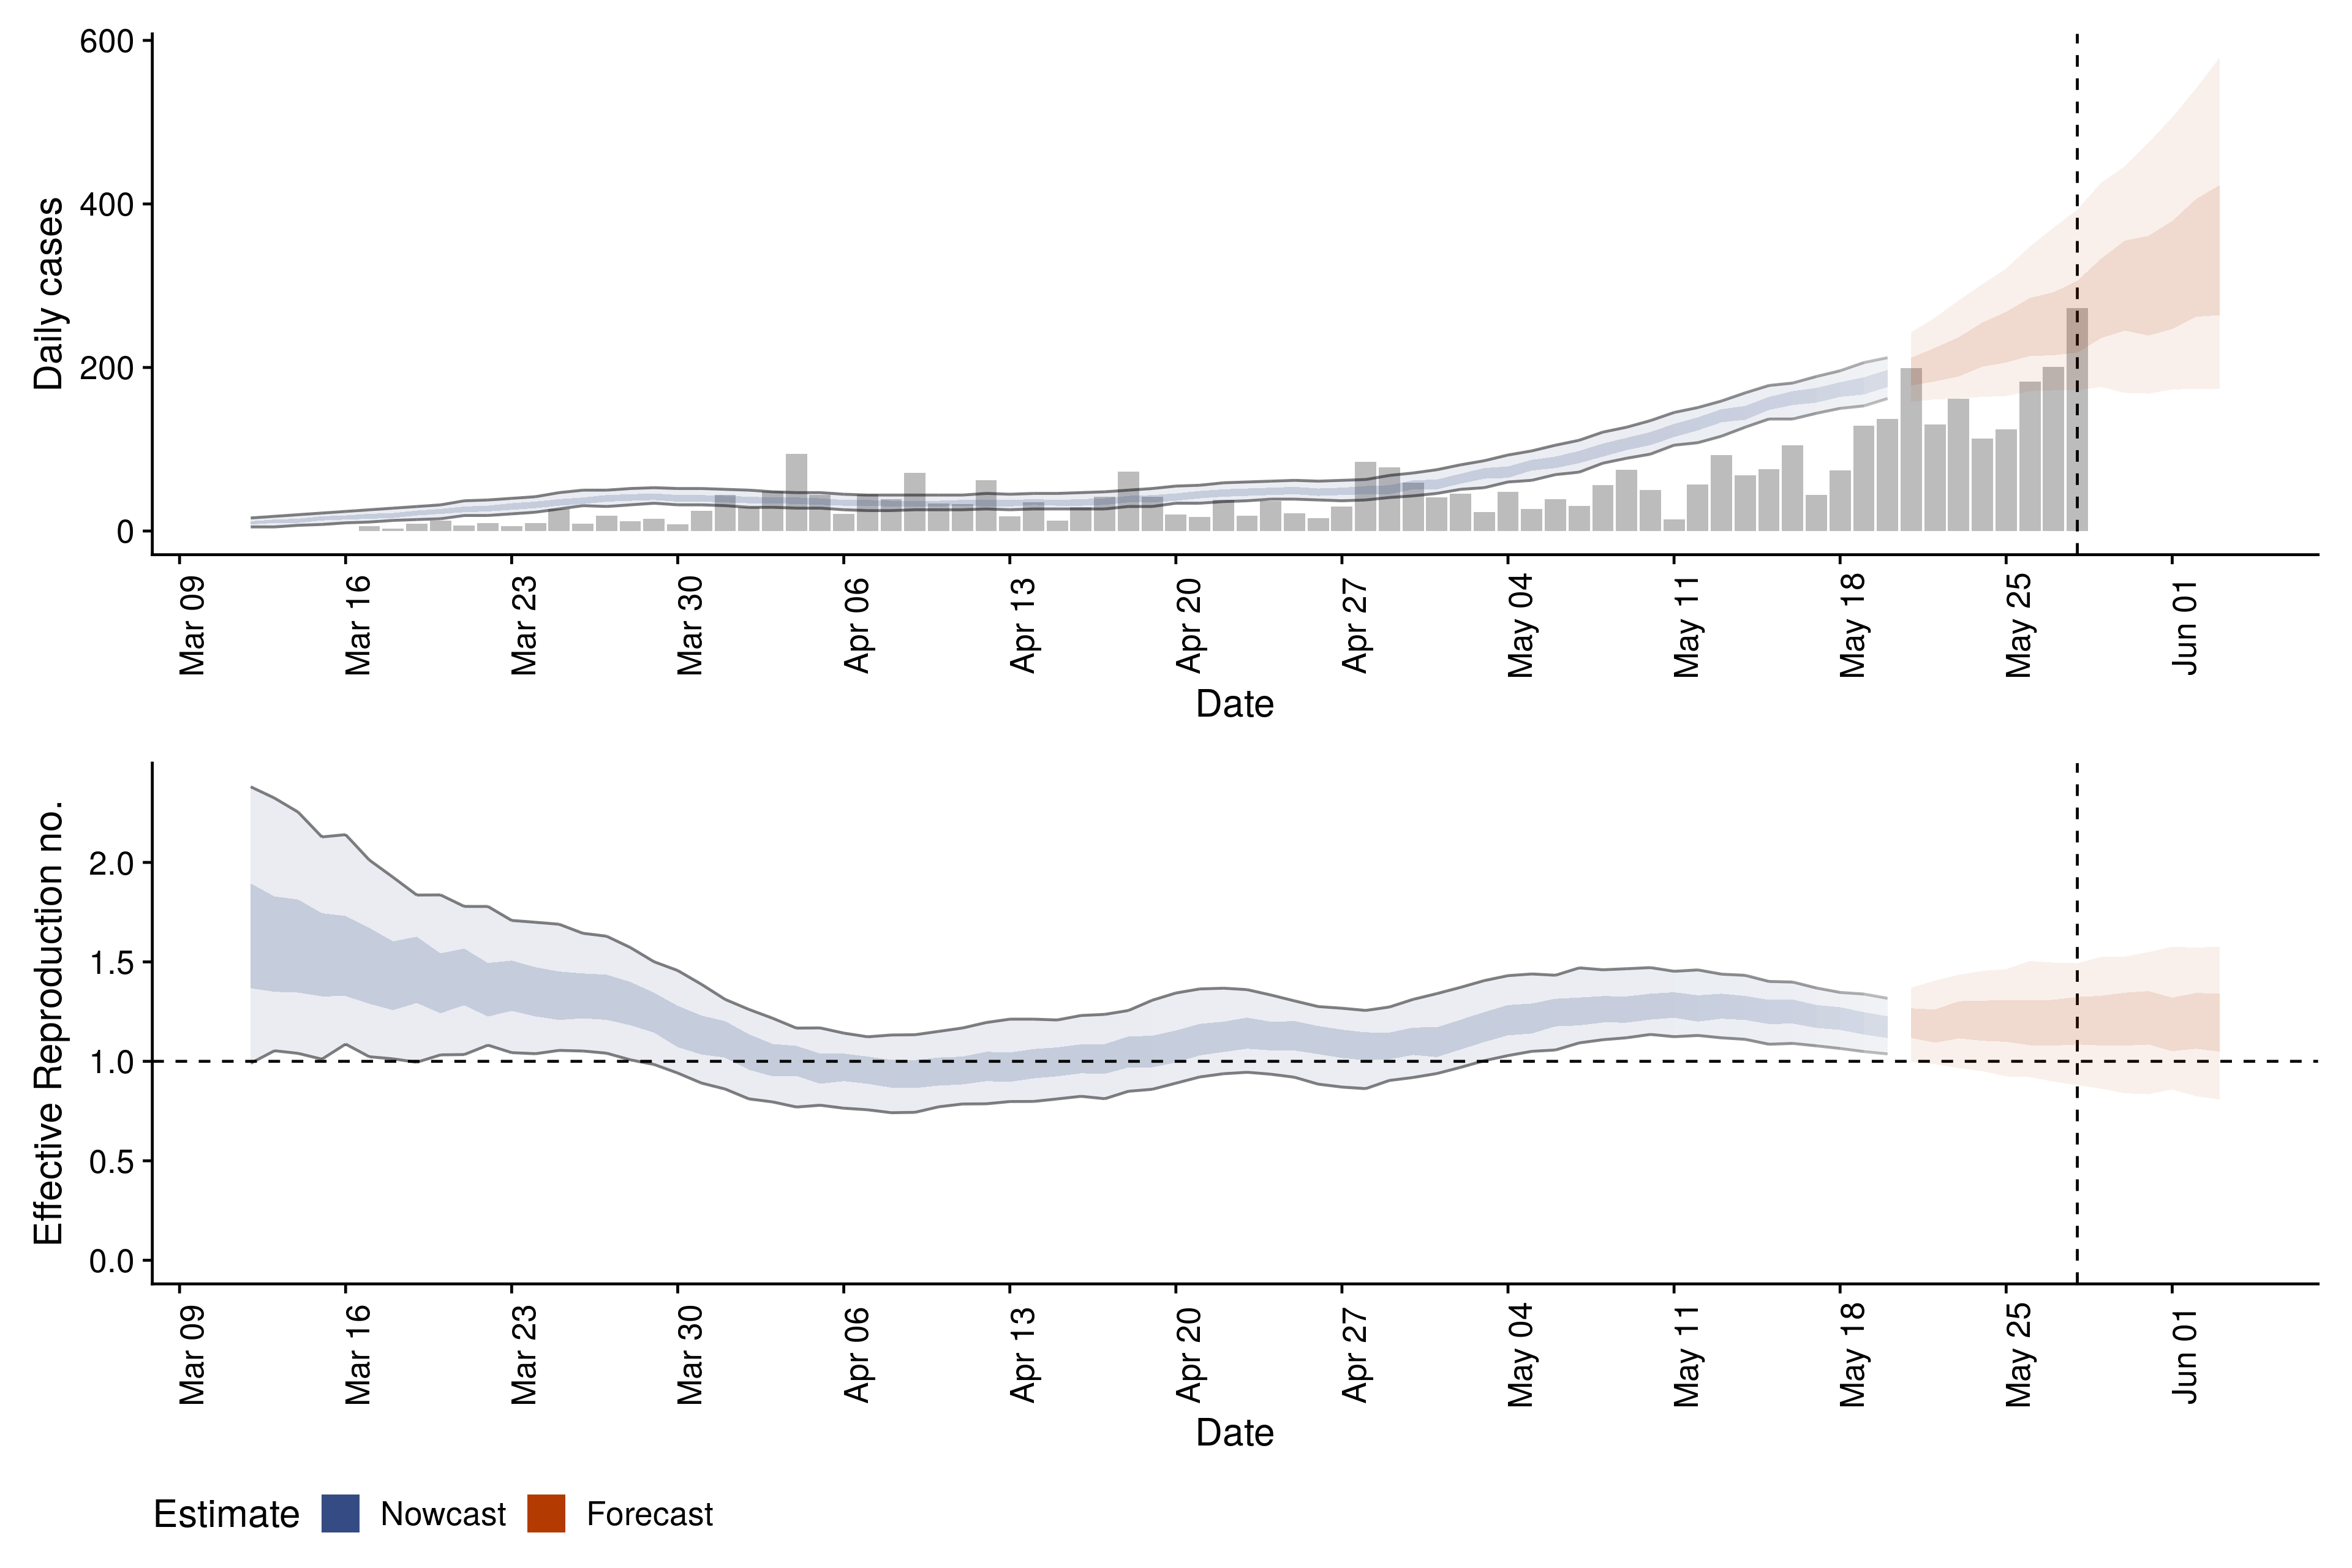 600
400
200
0
Daily cases
Mar 09
Mar 16
Mar 23
Mar 30
Apr 06
Apr 13
Apr 20
Apr 27
May 04
May 11
May 18
May 25
Jun 01
Date
2.0
1.5
1.0
0.5
0.0
Effective Reproduction no.
Mar 09
Mar 16
Mar 23
Mar 30
Apr 06
Apr 13
Apr 20
Apr 27
May 04
May 11
May 18
May 25
Jun 01
Date
Estimate Nowcast Forecast